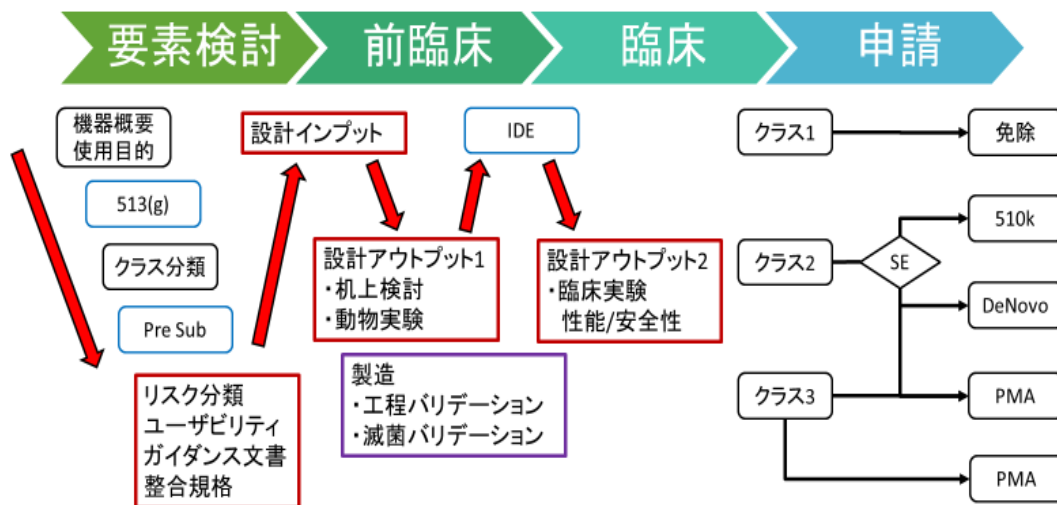 要素検討
前臨床
臨床
申請
機器概要
使用目的
513(g)
クラス分類
Pre Sub
リスク分類
ユーザビリティ
ガイダンス文書
整合規格
設計インプット
設計アウトプット1
・机上検討
・動物実験
製造
・工程バリデーション
・滅菌バリデーション
IDE
設計アウトプット2
・臨床実験
性能/安全性
クラス1
免除
クラス2
SE
510k
DeNovo
クラス3
PMA
PMA